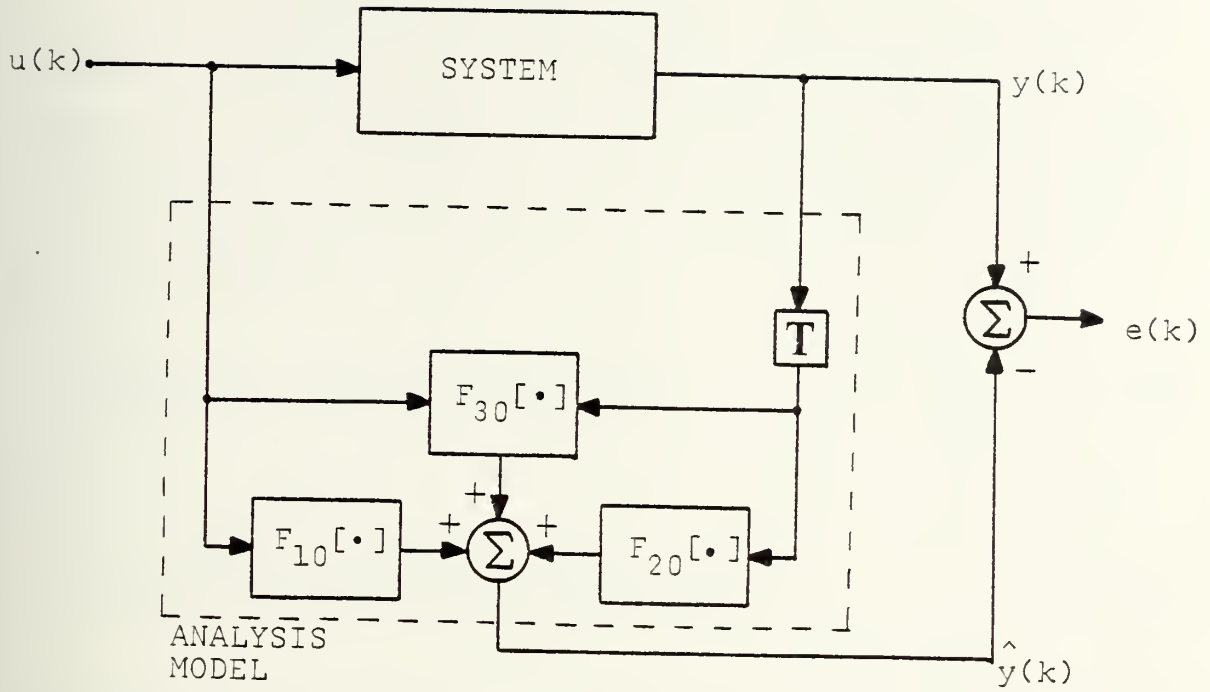 u(k)
SYSTEM
y(k)
+
Σ
e(k)
−
T
F₃₀[•]
+
+
+
F₁₀[•]
Σ
F₂₀[•]
ANALYSIS
MODEL
ŷ(k)